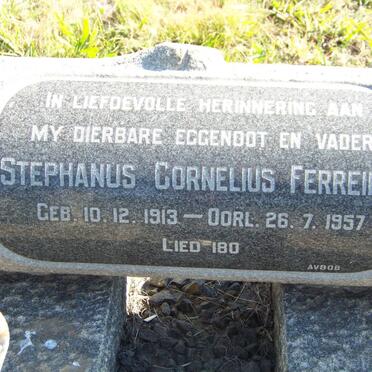 IN LIEFDEVOLLE HERINNERING AAN
MY DIERBARE EGGENOOT EN VADER
STEPHANUS CORNELIUS FERREI
GEB. 10. 12. 1913 — OORL. 26. 7. 1957
LIED 180
AVBOB